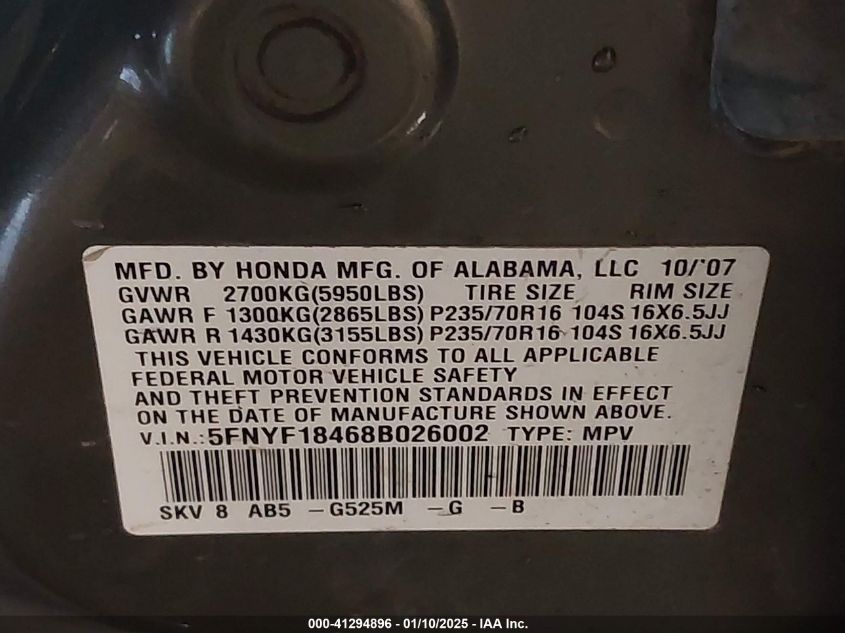 MFD. BY HONDA MFG. OF ALABAMA, LLC 10/'07
GVWR 2700KG(5950LBS) TIRE SIZE RIM SIZE
GAWR F 1300KG(2865LBS) P235/70R16 104S 16X6.5JJ
GAWR R 1430KG(3155LBS) P235/70R16 104S 16X6.5JJ
THIS VEHICLE CONFORMS TO ALL APPLICABLE
FEDERAL MOTOR VEHICLE SAFETY
AND THEFT PREVENTION STANDARDS IN EFFECT
ON THE DATE OF MANUFACTURE SHOWN ABOVE.
V.I.N.: 5FNYF18468B026002 TYPE: MPV
SKV 8 AB5 -G525M -G -B
000-41294896 - 01/10/2025 - IAA Inc.